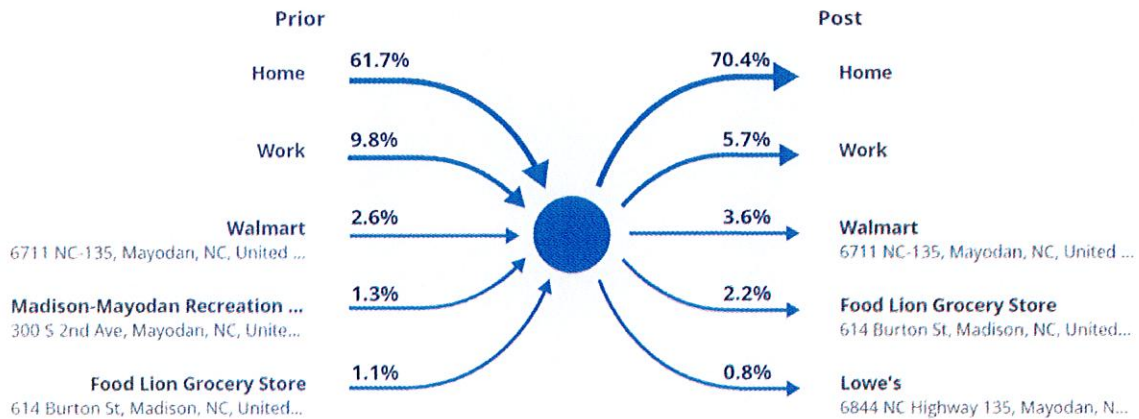 Prior
Post
61.7%
Home
70.4%
Home
9.8%
Work
5.7%
Work
2.6%
Walmart
6711 NC-135, Mayodan, NC, United ...
3.6%
Walmart
6711 NC-135, Mayodan, NC, United ...
1.3%
Madison-Mayodan Recreation ...
300 S 2nd Ave, Mayodan, NC, Unite...
2.2%
Food Lion Grocery Store
614 Burton St, Madison, NC, United...
1.1%
Food Lion Grocery Store
614 Burton St, Madison, NC, United...
0.8%
Lowe's
6844 NC Highway 135, Mayodan, N...